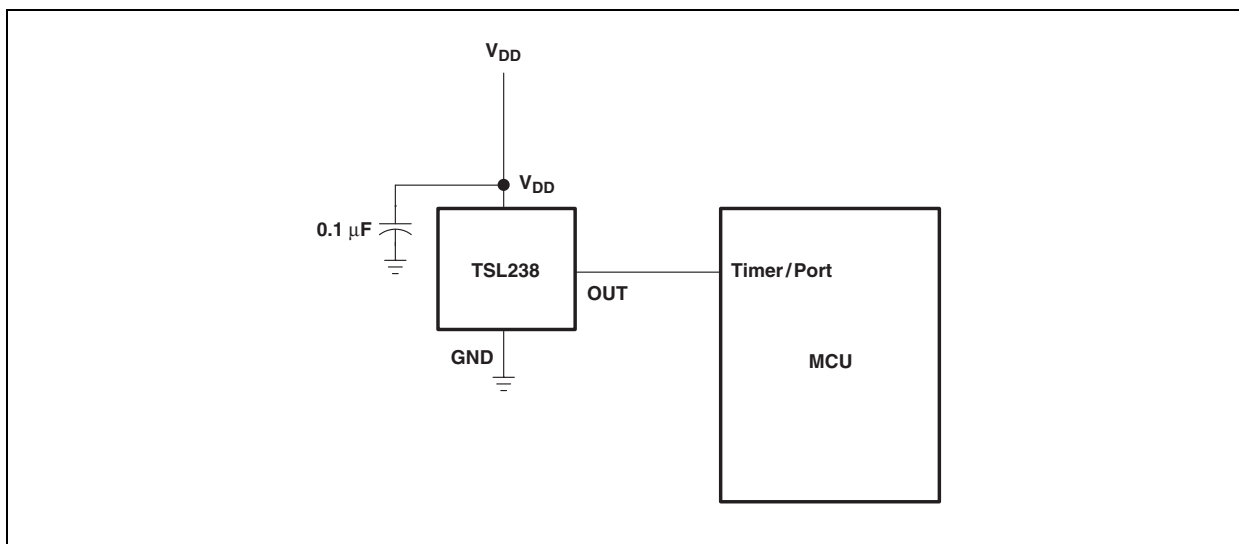 VDD
VDD
0.1 μF
TSL238
Timer/Port
OUT
GND
MCU